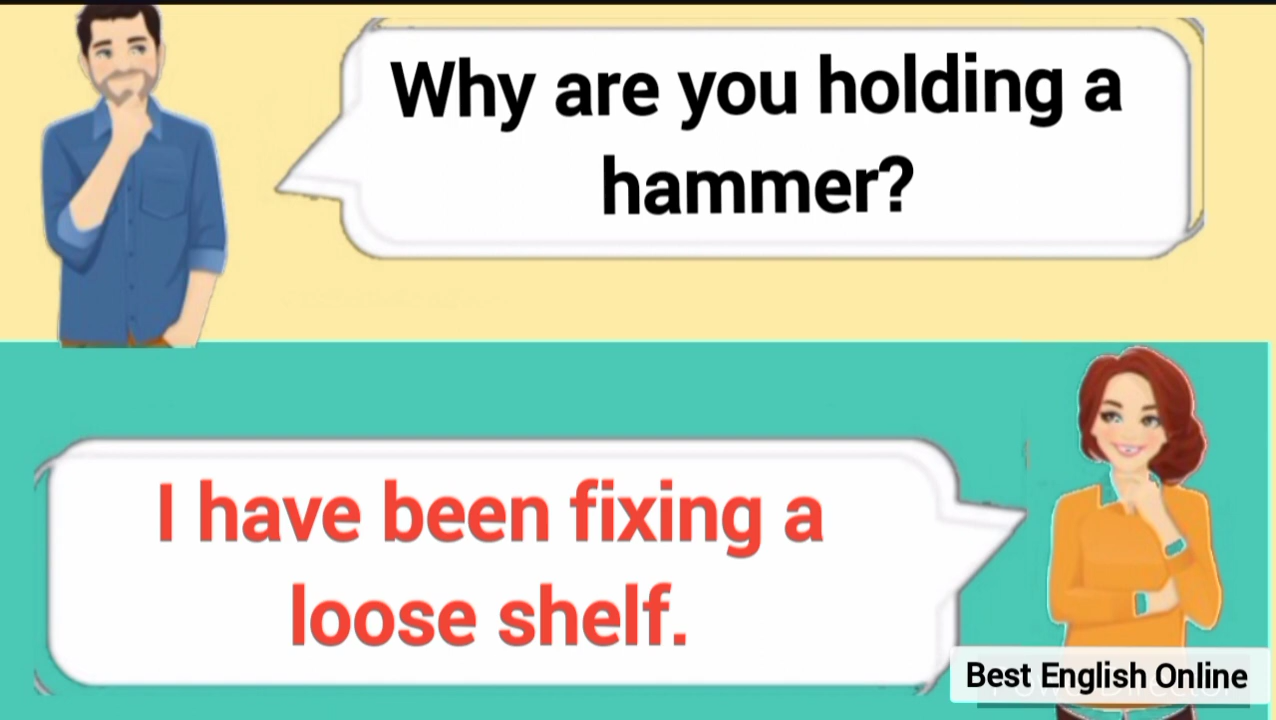 Why are you holding a
hammer?
I have been fixing a
loose shelf.
Best English Online